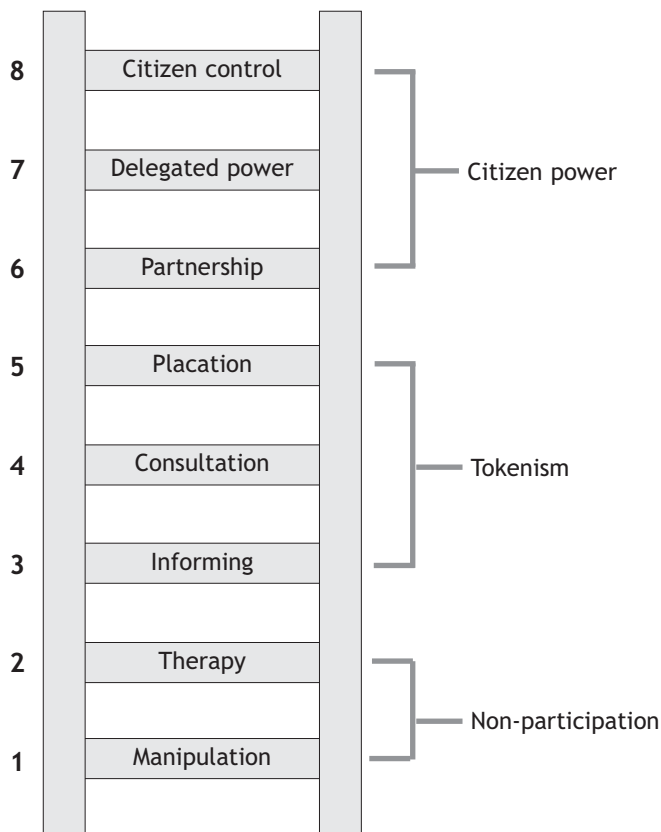 8 Citizen control
7 Delegated power Citizen power
6 Partnership
5 Placation
4 Consultation Tokenism
3 Informing
2 Therapy
Non-participation
1 Manipulation